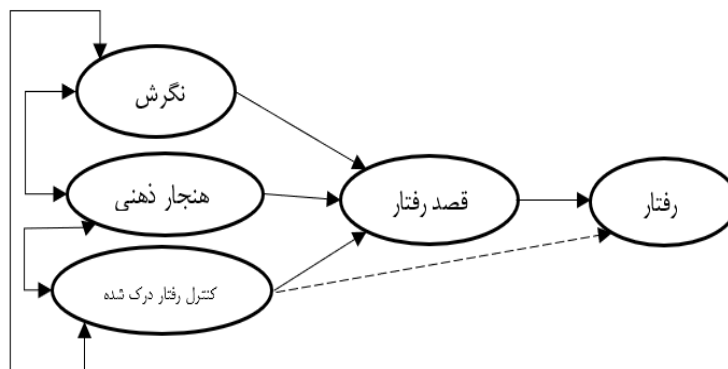 نگرش
هنجار ذهنی
کنترل رفتار درک شده
قصد رفتار
رفتار